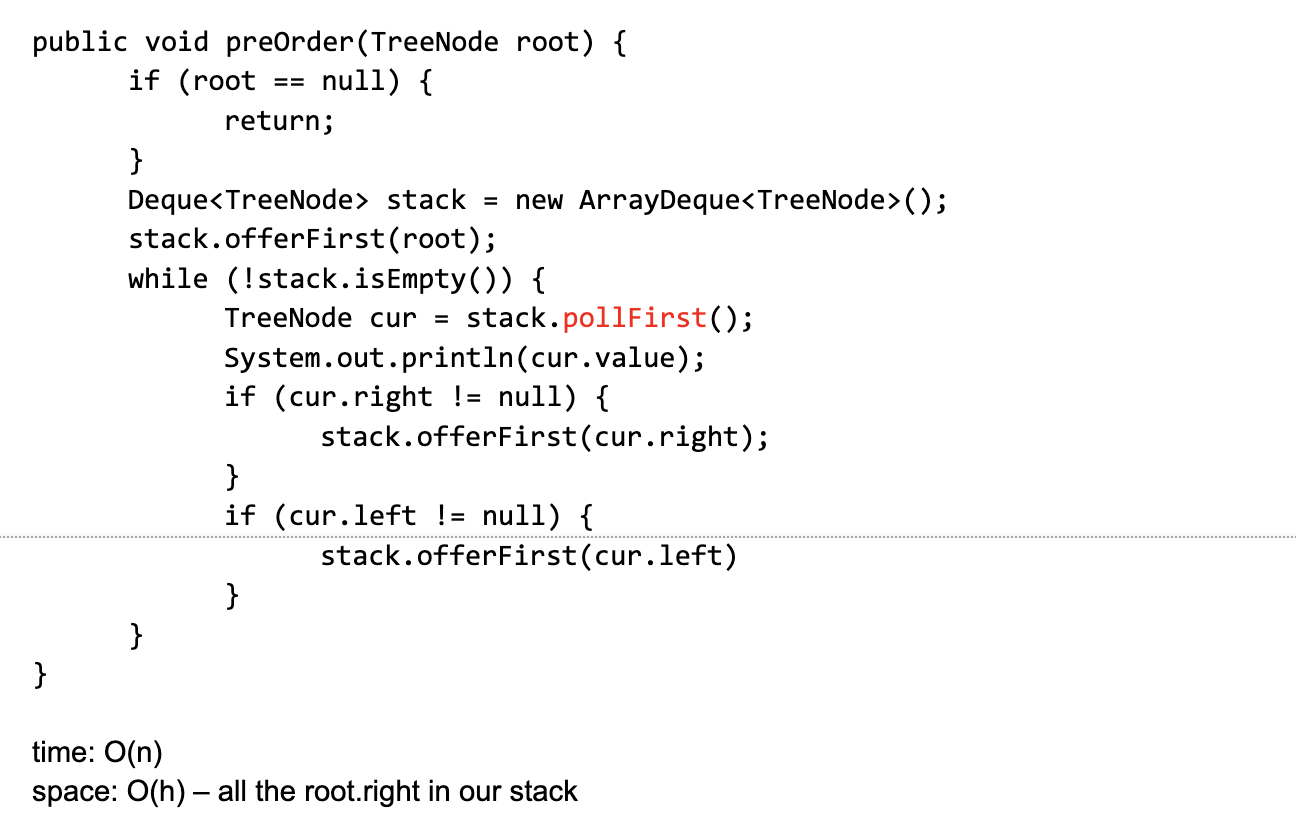 public void preOrder(TreeNode root) {
if (root == null) {
return;
}
Deque<TreeNode> stack = new ArrayDeque<TreeNode>();
stack.offerFirst(root);
while (!stack.isEmpty()) {
TreeNode cur = stack.pollFirst();
System.out.println(cur.value);
if (cur.right != null) {
stack.offerFirst(cur.right);
}
if (cur.left != null) {
stack.offerFirst(cur.left)
}
}
}
time: O(n)
space: O(h) – all the root.right in our stack